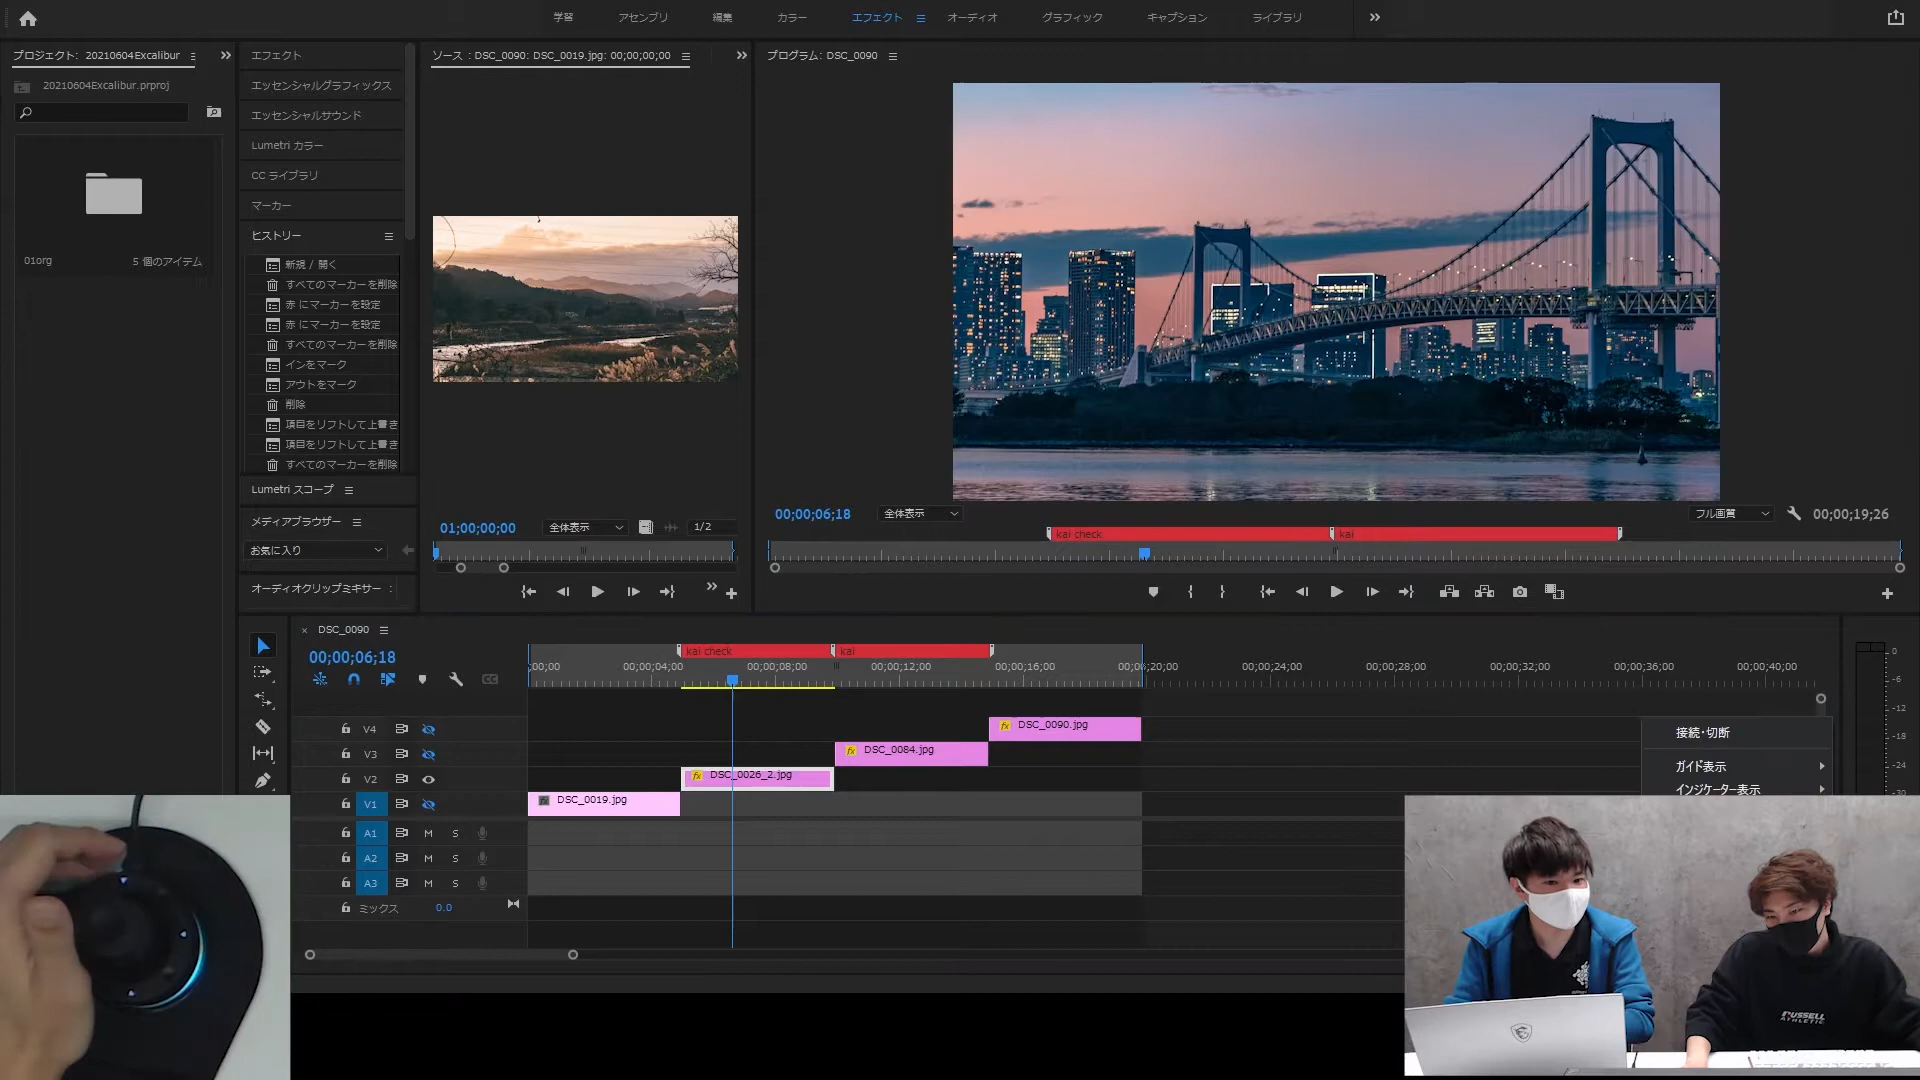 学習 アセンブリ 編集 カラー エフェクト オーディオ グラフィック キャプション ライブラリ
プロジェクト: 20210604Excalibur
20210604Excalibur.prproj
01org 5 個のアイテム
エフェクト
エッセンシャルグラフィックス
エッセンシャルサウンド
Lumetri カラー
CC ライブラリ
マーカー
ヒストリー
新規 / 開く
すべてのマーカーを削除
赤 にマーカーを設定
赤 にマーカーを設定
すべてのマーカーを削除
インをマーク
アウトをマーク
削除
項目をリフトして上書き
項目をリフトして上書き
すべてのマーカーを削除
Lumetri スコープ
メディアブラウザー
お気に入り
オーディオクリップミキサー :
ソース : DSC_0090: DSC_0019.jpg: 00;00;00;00
01;00;00;00 全体表示 1/2
プログラム: DSC_0090
00;00;06;18 全体表示 フル画質 00;00;19;26
kai check kai
× DSC_0090
00;00;06;18
kai check kai
;00;00 00;00;04;00 00;00;08;00 00;00;12;00 00;00;16;00 00;00;20;00 00;00;24;00 00;00;28;00 00;00;32;00 00;00;36;00 00;00;40;00
V4 DSC_0090.jpg
V3 DSC_0084.jpg
V2 DSC_0026_2.jpg
V1 DSC_0019.jpg
A1 M S
A2 M S
A3 M S
ミックス 0.0
接続・切断
ガイド表示
インジケーター表示
0
-6
-12
-18
-24
-30
RUSSELL
ATHLETIC